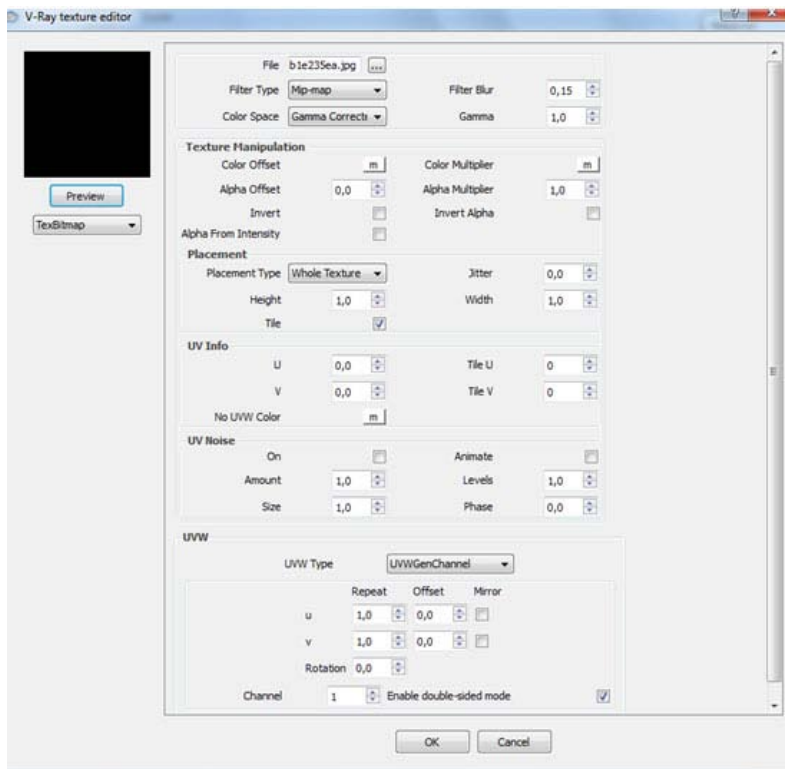 V-Ray texture editor
File b1e235ea.jpg ...
Filter Type Mip-map Filter Blur 0,15
Color Space Gamma Correcti Gamma 1,0
Texture Manipulation
Color Offset m Color Multiplier m
Alpha Offset 0,0 Alpha Multiplier 1,0
Preview
Invert Invert Alpha
TexBitmap
Alpha From Intensity
Placement
Placement Type Whole Texture Jitter 0,0
Height 1,0 Width 1,0
Tile
UV Info
U 0,0 Tile U 0
V 0,0 Tile V 0
No UVW Color m
UV Noise
On Animate
Amount 1,0 Levels 1,0
Size 1,0 Phase 0,0
UVW
UVW Type UVWGenChannel
Repeat Offset Mirror
u 1,0 0,0
v 1,0 0,0
Rotation 0,0
Channel 1 Enable double-sided mode
OK Cancel